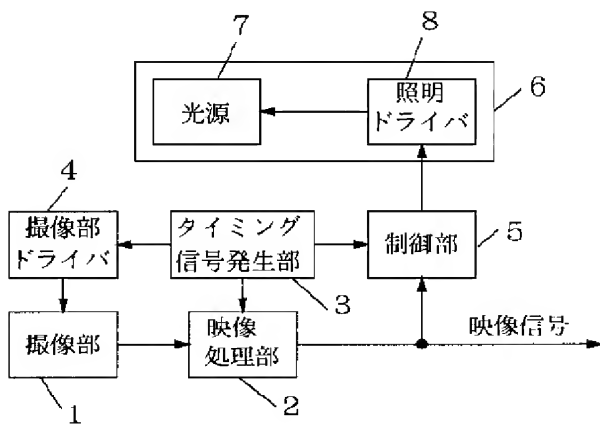 7
8
光源
照明
ドライバ
6
4
撮像部
ドライバ
タイミング
信号発生部
制御部
5
3
撮像部
映像
処理部
映像信号
1
2